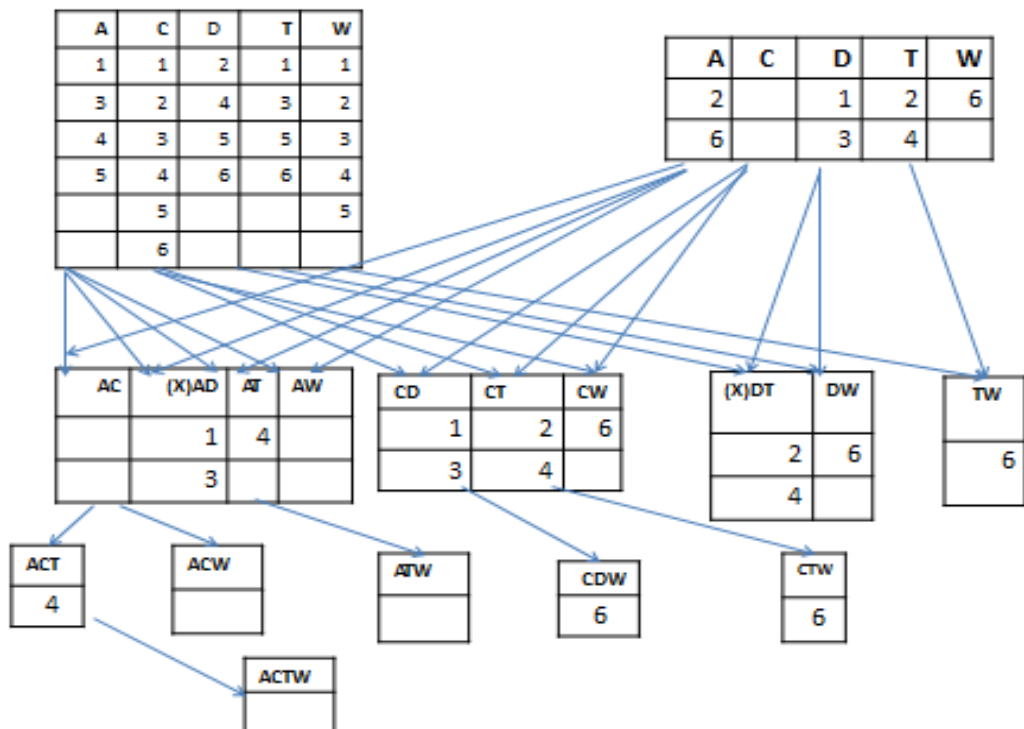 A C D T W
1 1 2 1 1
3 2 4 3 2
4 3 5 5 3
5 4 6 6 4
5 5
6
A C D T W
2 1 2 6
6 3 4
AC (X)AD AT AW
1 4
3
CD CT CW
1 2 6
3 4
(X)DT DW
2 6
4
TW
6
ACT
4
ACW
ATW
CDW
6
CTW
6
ACTW